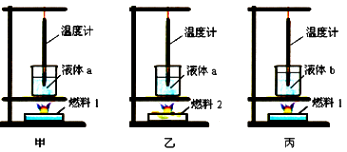 温度计
液体 a
燃料 1
甲
温度计
液体 a
燃料 2
乙
温度计
液体 b
燃料 1
丙